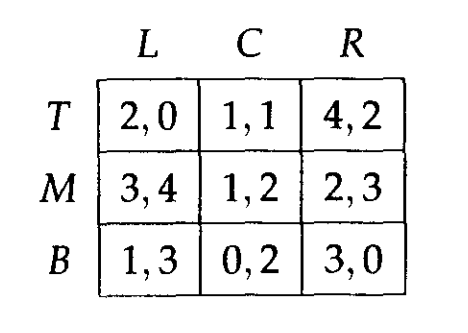 L C R
T 2, 0 1, 1 4, 2
M 3, 4 1, 2 2, 3
B 1, 3 0, 2 3, 0